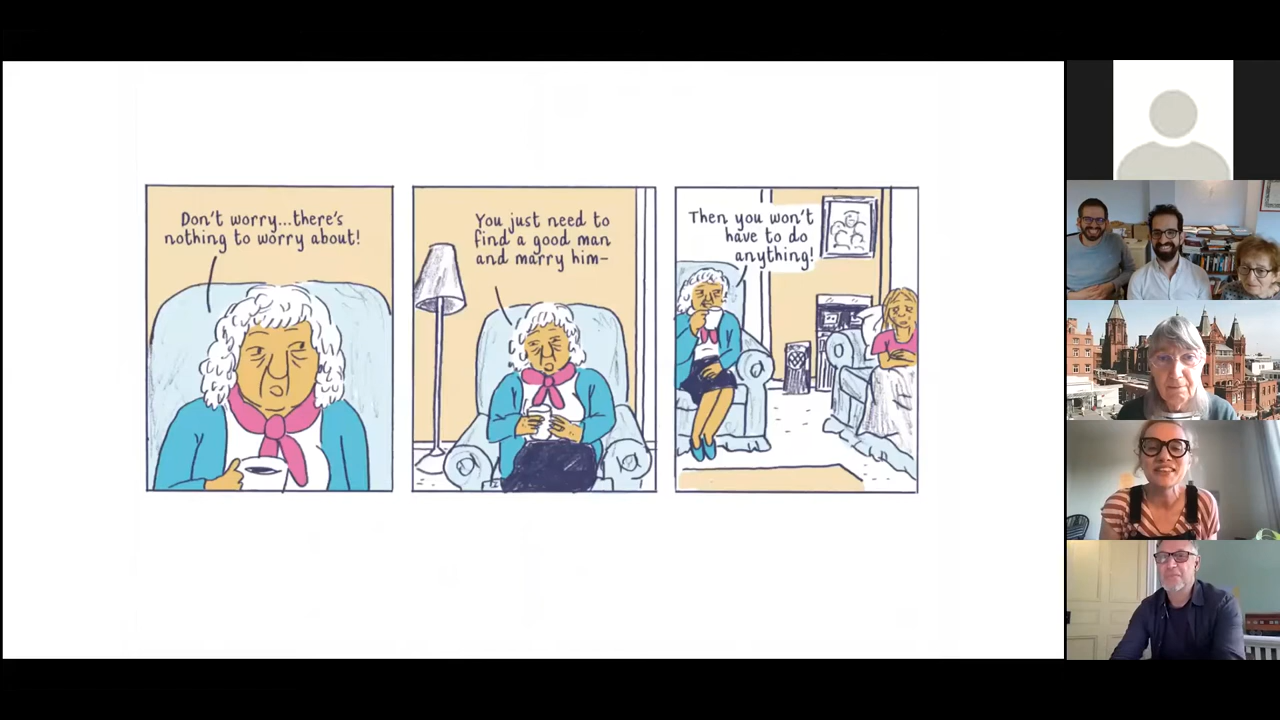 Don't worry...there's
nothing to worry about!
You just need to
find a good man
and marry him-
Then you won't
have to do
anything!